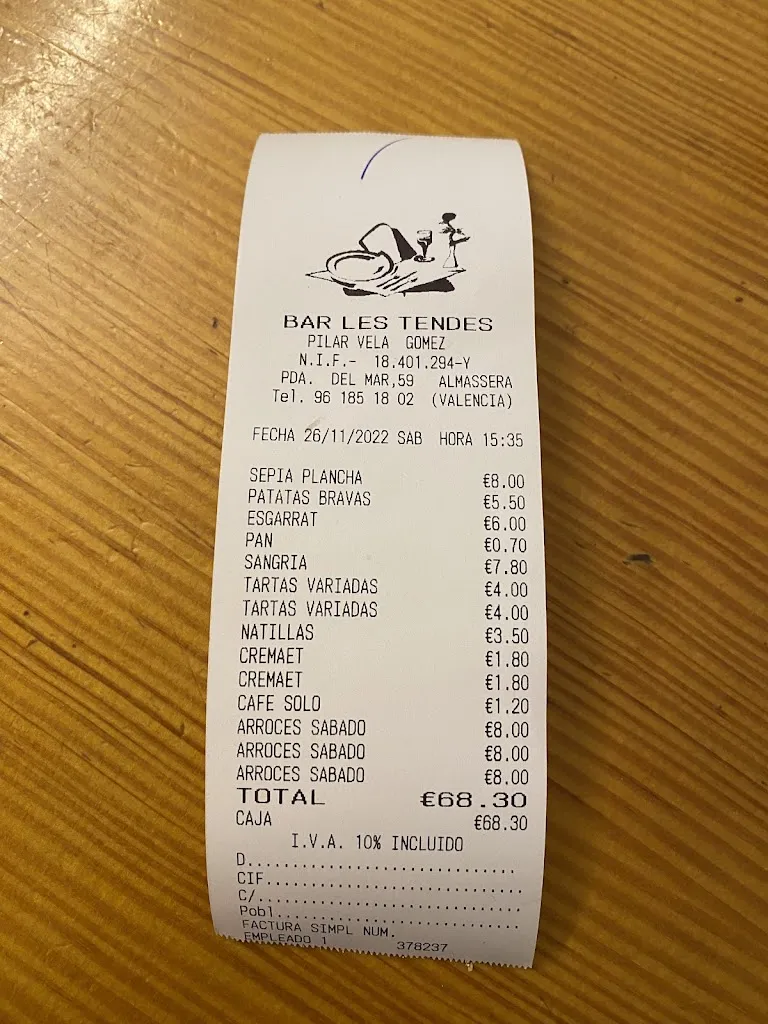 BAR LES TENDES
PILAR VELA GOMEZ
N.I.F.- 18.401.294-Y
PDA. DEL MAR,59 ALMASSERA
Tel. 96 185 18 02 (VALENCIA)
FECHA 26/11/2022 SAB HORA 15:35
SEPIA PLANCHA €8.00
PATATAS BRAVAS €5.50
ESGARRAT €6.00
PAN €0.70
SANGRIA €7.80
TARTAS VARIADAS €4.00
TARTAS VARIADAS €4.00
NATILLAS €3.50
CREMAET €1.80
CREMAET €1.80
CAFE SOLO €1.20
ARROCES SABADO €8.00
ARROCES SABADO €8.00
ARROCES SABADO €8.00
TOTAL €68.30
CAJA €68.30
I.V.A. 10% INCLUIDO
D..............................
CIF.............................
C/..............................
Pobl............................
FACTURA SIMPL NUM.
EMPLEADO 1 378237